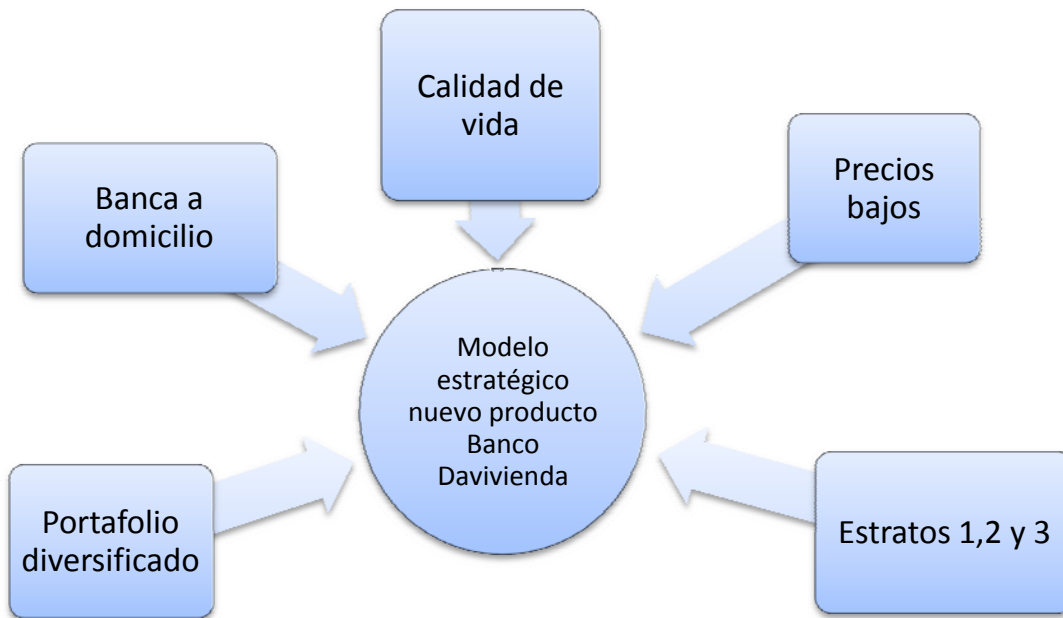 Calidad de
vida
Precios
bajos
Banca a
domicilio
Modelo
estratégico
nuevo producto
Banco
Davivienda
Portafolio
diversificado
Estratos 1,2 y 3